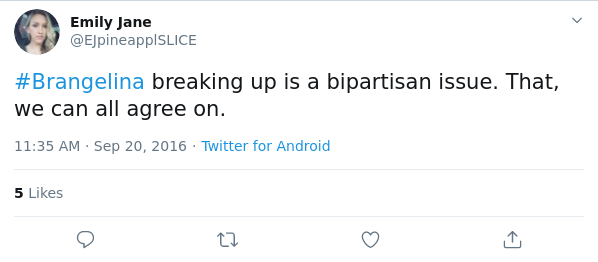 Emily Jane
@EJpineapplSLICE
#Brangelina breaking up is a bipartisan issue. That,
we can all agree on.
11:35 AM · Sep 20, 2016 · Twitter for Android
5 Likes